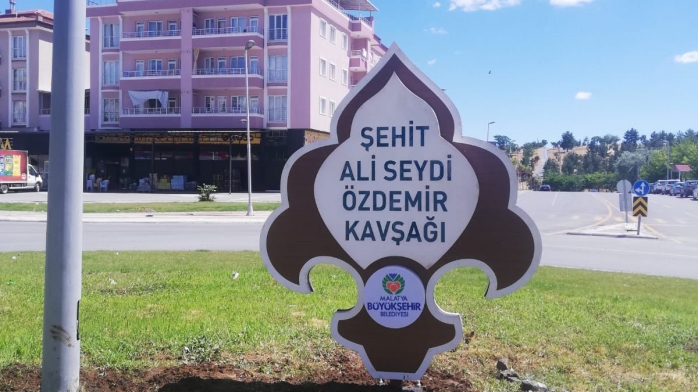 ŞEHİT
ALİ SEYDİ
ÖZDEMİR
KAVŞAĞI
MALATYA
BÜYÜKŞEHİR
BELEDİYESİ